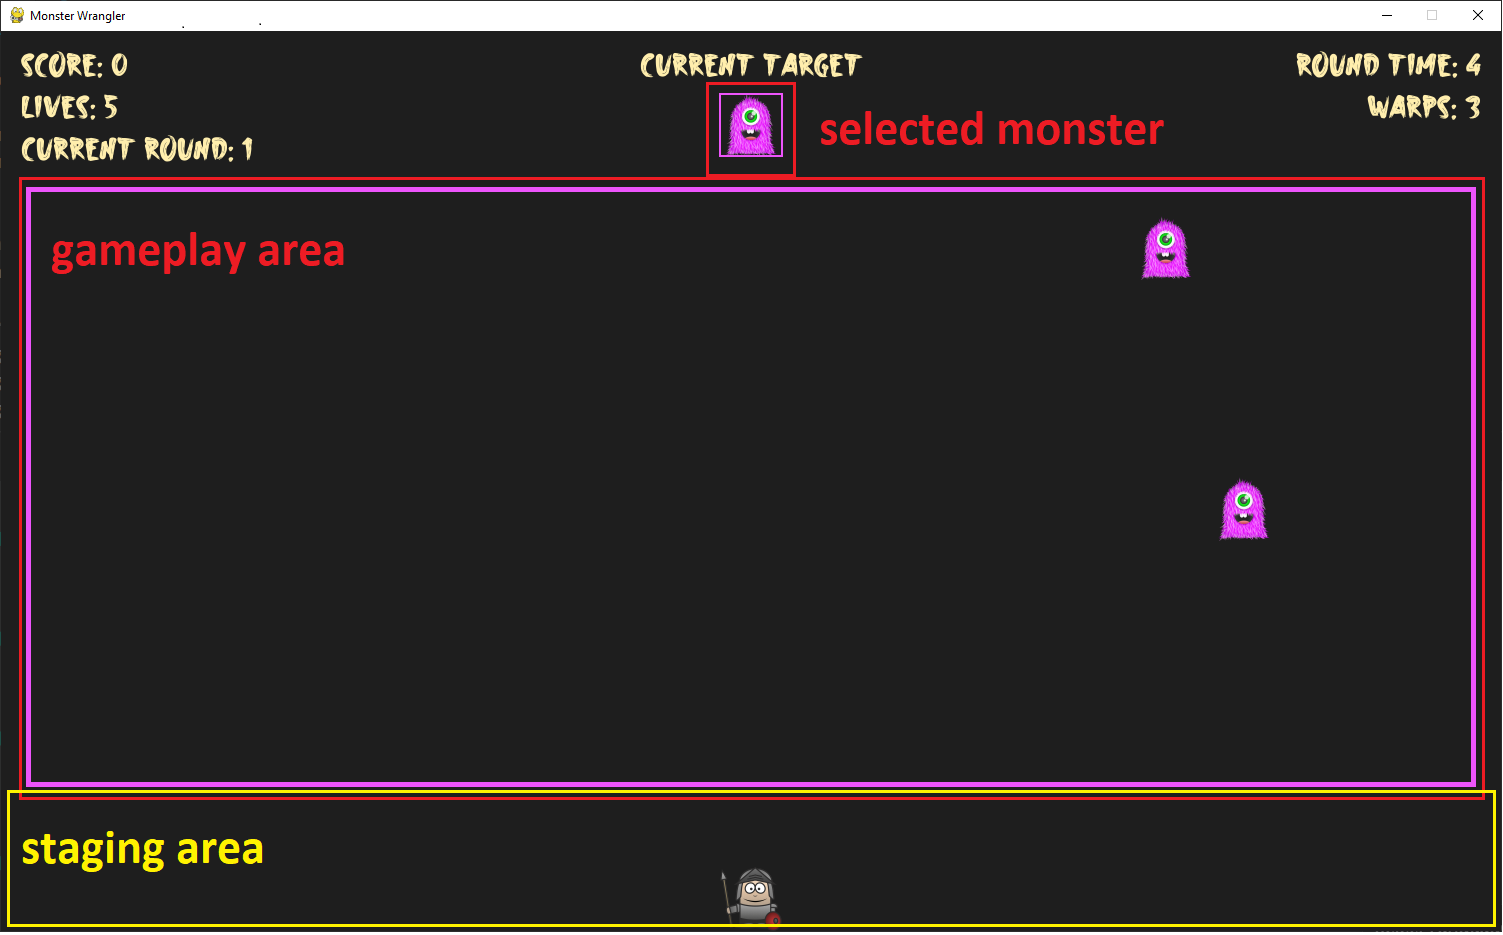 Monster Wrangler
SCORE: 0
CURRENT TARGET
ROUND TIME: 4
LIVES: 5
WARPS: 3
selected monster
CURRENT ROUND: 1
gameplay area
staging area